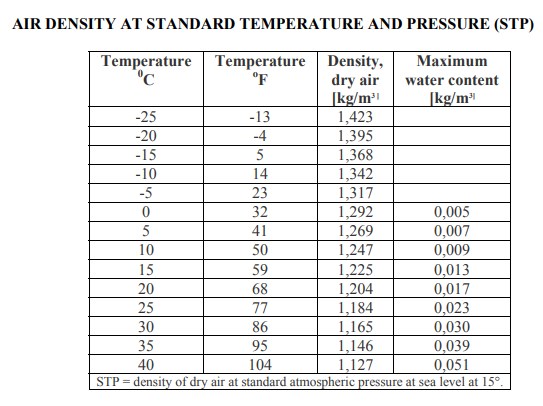 AIR DENSITY AT STANDARD TEMPERATURE AND PRESSURE (STP)
Temperature Temperature Density, Maximum
⁰C °F dry air water content
[kg/m³] [kg/m³]
-25 -13 1,423
-20 -4 1,395
-15 5 1,368
-10 14 1,342
-5 23 1,317
0 32 1,292 0,005
5 41 1,269 0,007
10 50 1,247 0,009
15 59 1,225 0,013
20 68 1,204 0,017
25 77 1,184 0,023
30 86 1,165 0,030
35 95 1,146 0,039
40 104 1,127 0,051
STP = density of dry air at standard atmospheric pressure at sea level at 15°.